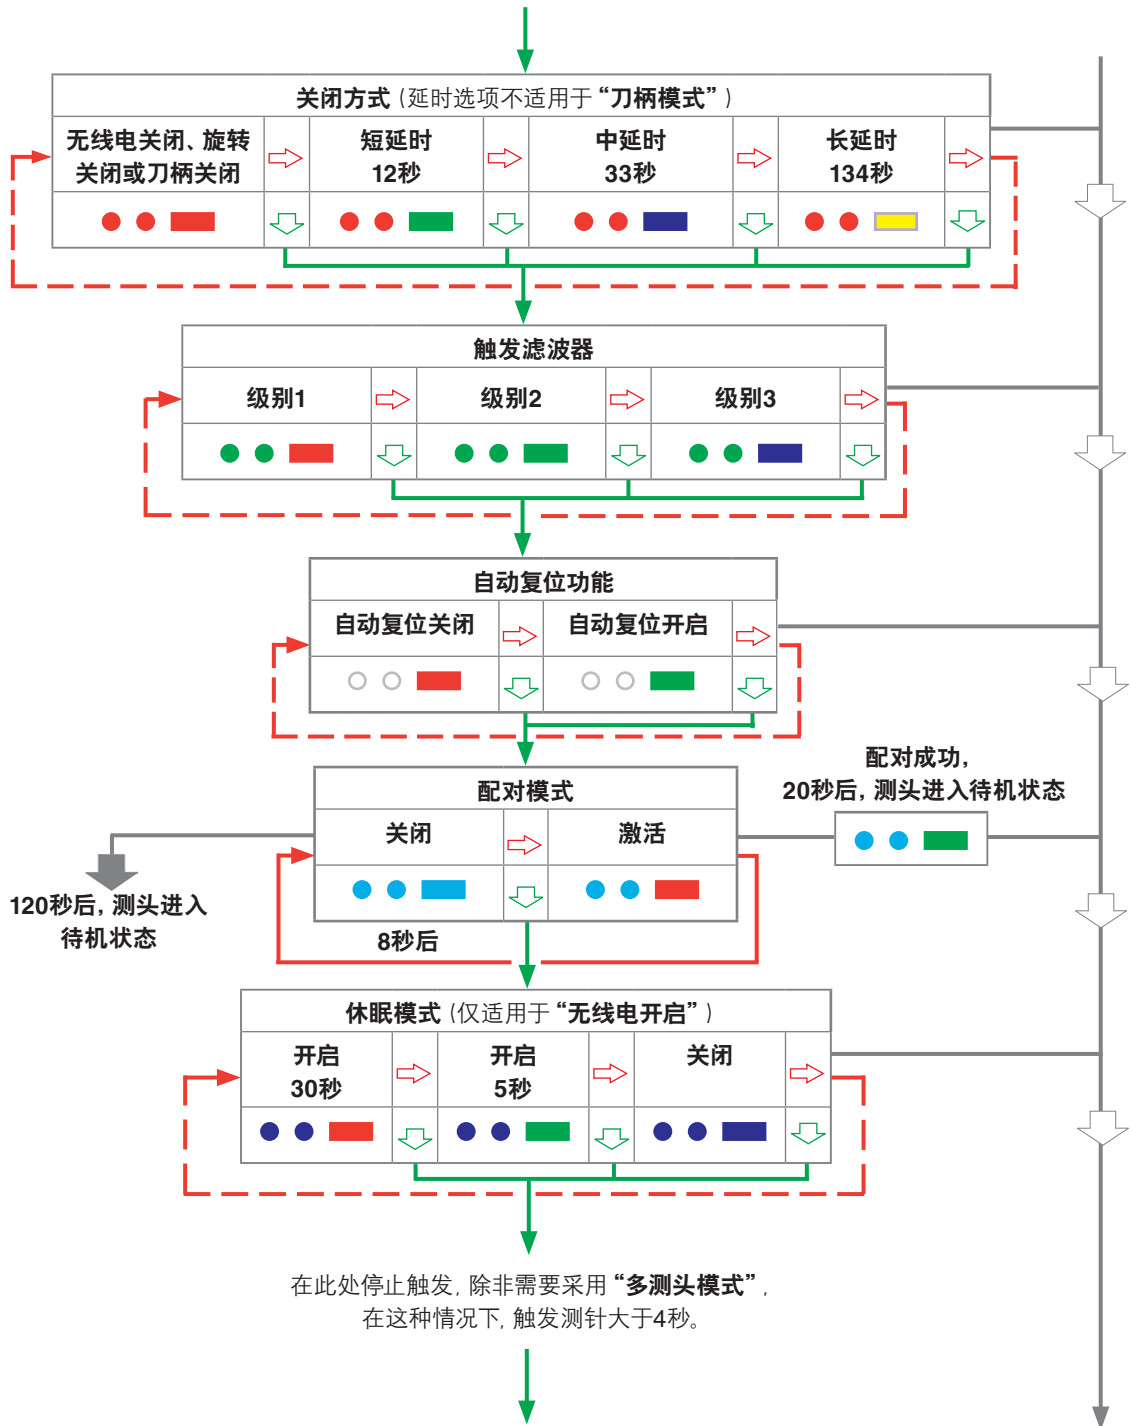 关闭方式 (延时选项不适用于 “刀柄模式” )
无线电关闭、旋转
关闭或刀柄关闭
短延时
12秒
中延时
33秒
长延时
134秒
触发滤波器
级别1
级别2
级别3
自动复位功能
自动复位关闭
自动复位开启
配对成功,
20秒后, 测头进入待机状态
配对模式
关闭
激活
120秒后, 测头进入
待机状态
8秒后
休眠模式 (仅适用于 “无线电开启” )
开启
30秒
开启
5秒
关闭
在此处停止触发, 除非需要采用 “多测头模式” ,
在这种情况下, 触发测针大于4秒。